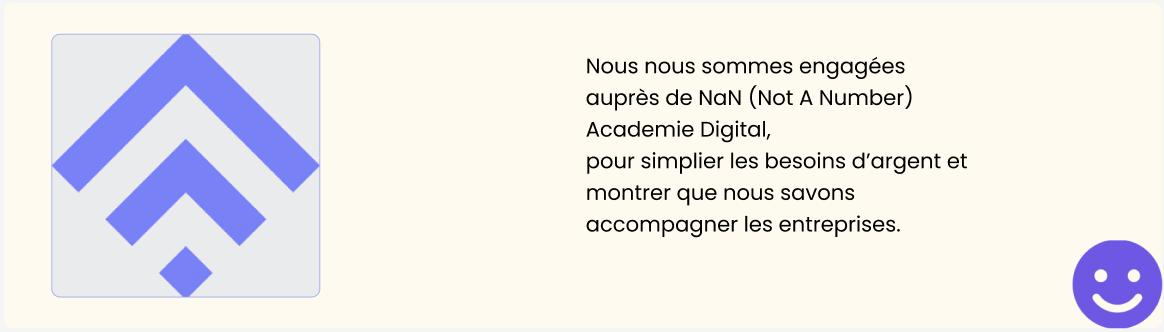 Nous nous sommes engagées
auprès de NaN (Not A Number)
Academie Digital,
pour simplier les besoins d’argent et
montrer que nous savons
accompagner les entreprises.